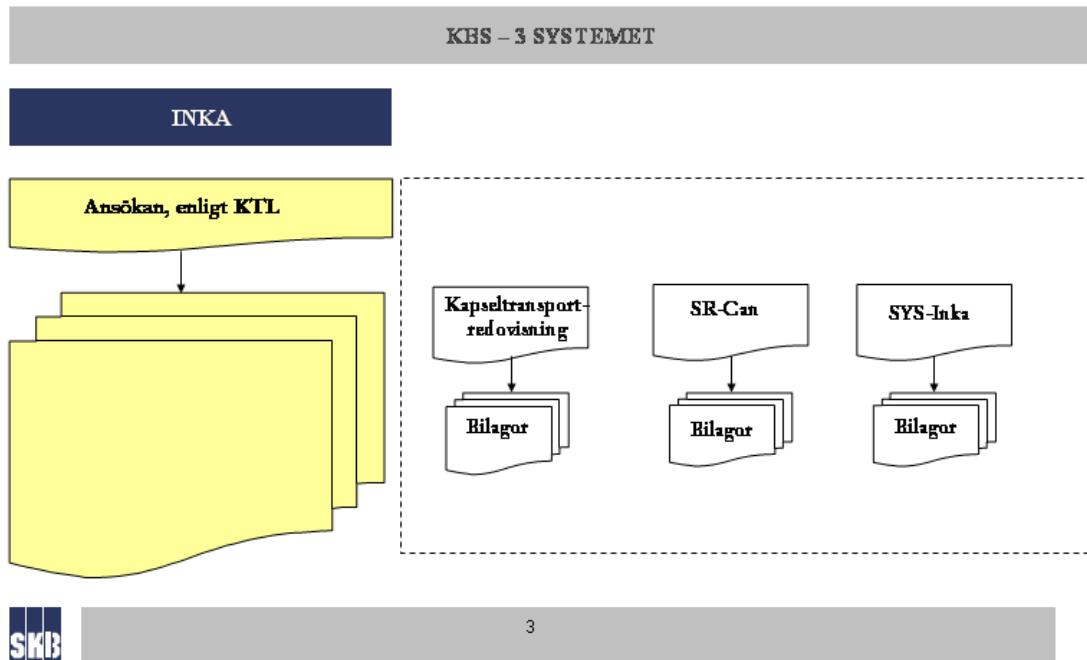 KBS – 3 SYSTEMET
INKA
Ansökan, enligt KTL
Kapseltransport-
redovisning
SR-Can
SYS-Inka
Bilagor
Bilagor
Bilagor
SKB
3